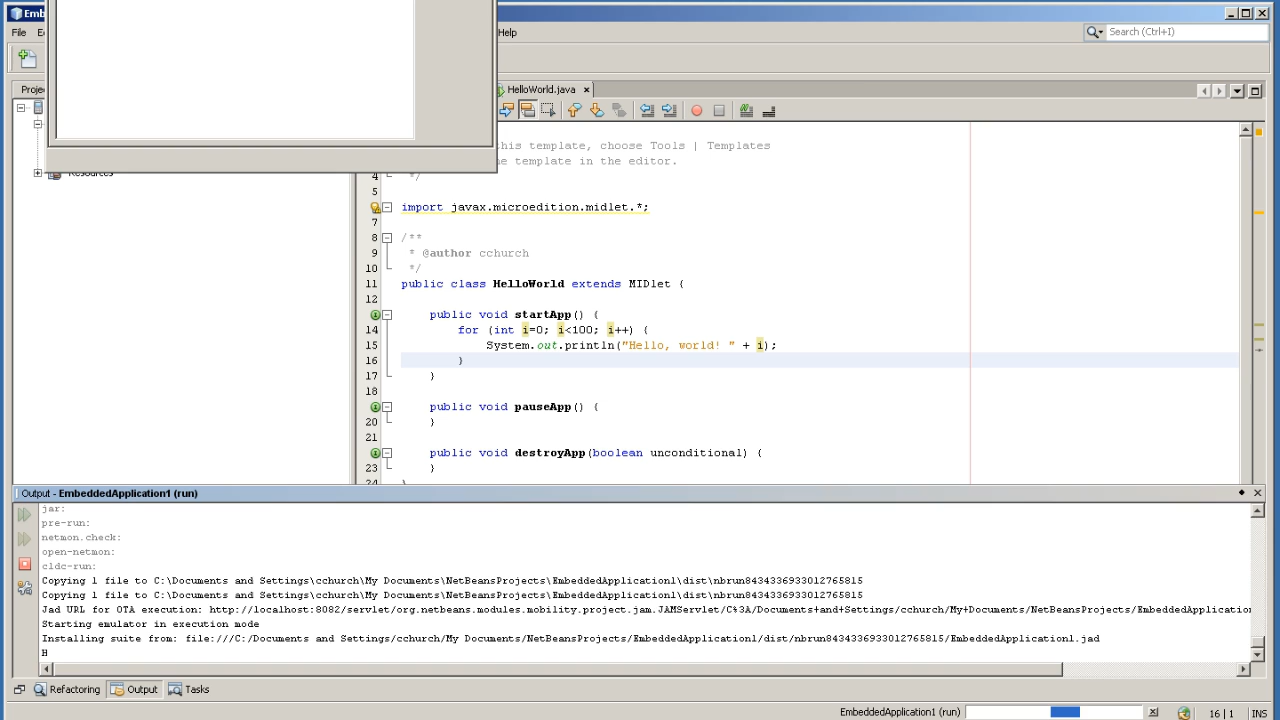 Emb
File
Help
Search (Ctrl+I)
Proje
HelloWorld.java
his template, choose Tools | Templates
he template in the editor.
4 */
Resources
5
import javax.microedition.midlet.*;
7
8 /**
9 * @author cchurch
10 */
11 public class HelloWorld extends MIDlet {
12
public void startApp() {
14 for (int i=0; i<100; i++) {
15 System.out.println("Hello, world! " + i);
16 }
17 }
18
public void pauseApp() {
20 }
21
public void destroyApp(boolean unconditional) {
23 }
24
Output - EmbeddedApplication1 (run)
jar:
pre-run:
netmon.check:
open-netmon:
cldc-run:
Copying 1 file to C:\Documents and Settings\cchurch\My Documents\NetBeansProjects\EmbeddedApplication1\dist\nbrun8434336933012765815
Copying 1 file to C:\Documents and Settings\cchurch\My Documents\NetBeansProjects\EmbeddedApplication1\dist\nbrun8434336933012765815
Jad URL for OTA execution: http://localhost:8082/servlet/org.netbeans.modules.mobility.project.jam.JAMServlet/C%3A/Documents+and+Settings/cchurch/My+Documents/NetBeansProjects/EmbeddedApplication
Starting emulator in execution mode
Installing suite from: file:///C:/Documents and Settings/cchurch/My Documents/NetBeansProjects/EmbeddedApplication1/dist/nbrun8434336933012765815/EmbeddedApplication1.jad
H
Refactoring Output Tasks
EmbeddedApplication1 (run) 16 | 1 INS